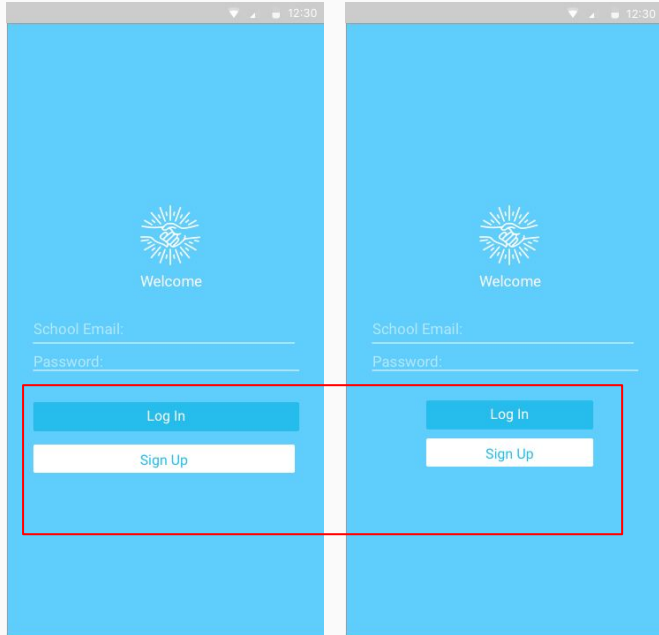 12:30
Welcome
School Email:
Password:
Log In
Sign Up
12:30
Welcome
School Email:
Password:
Log In
Sign Up